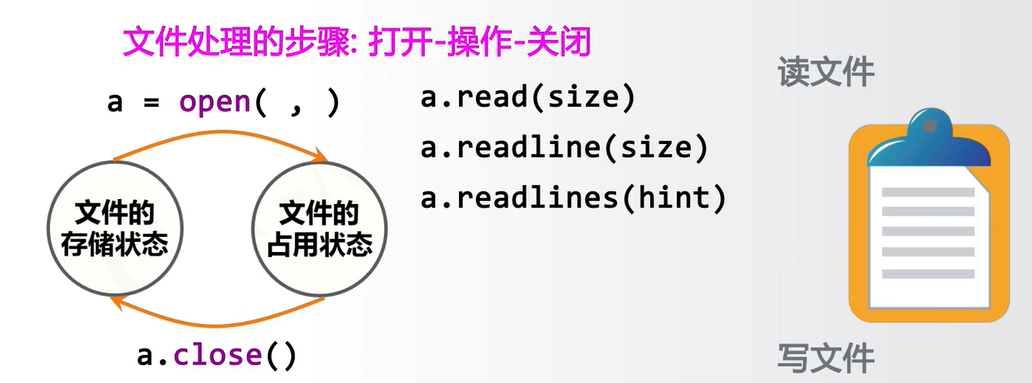 文件处理的步骤: 打开-操作-关闭
读文件
a = open( , )
a.read(size)
a.readline(size)
a.readlines(hint)
文件的
存储状态
文件的
占用状态
a.close()
写文件